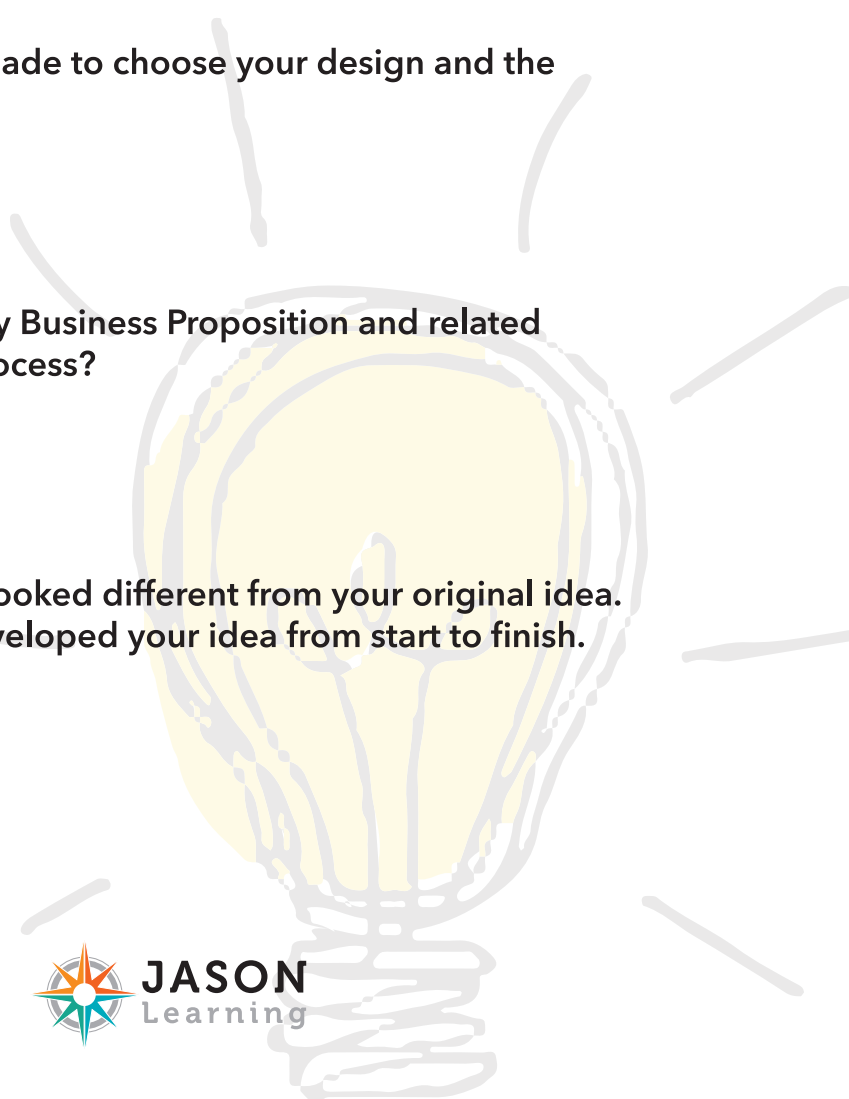 ade to choose your design and the
y Business Proposition and related
ocess?
ooked different from your original idea.
veloped your idea from start to finish.
JASON
Learning